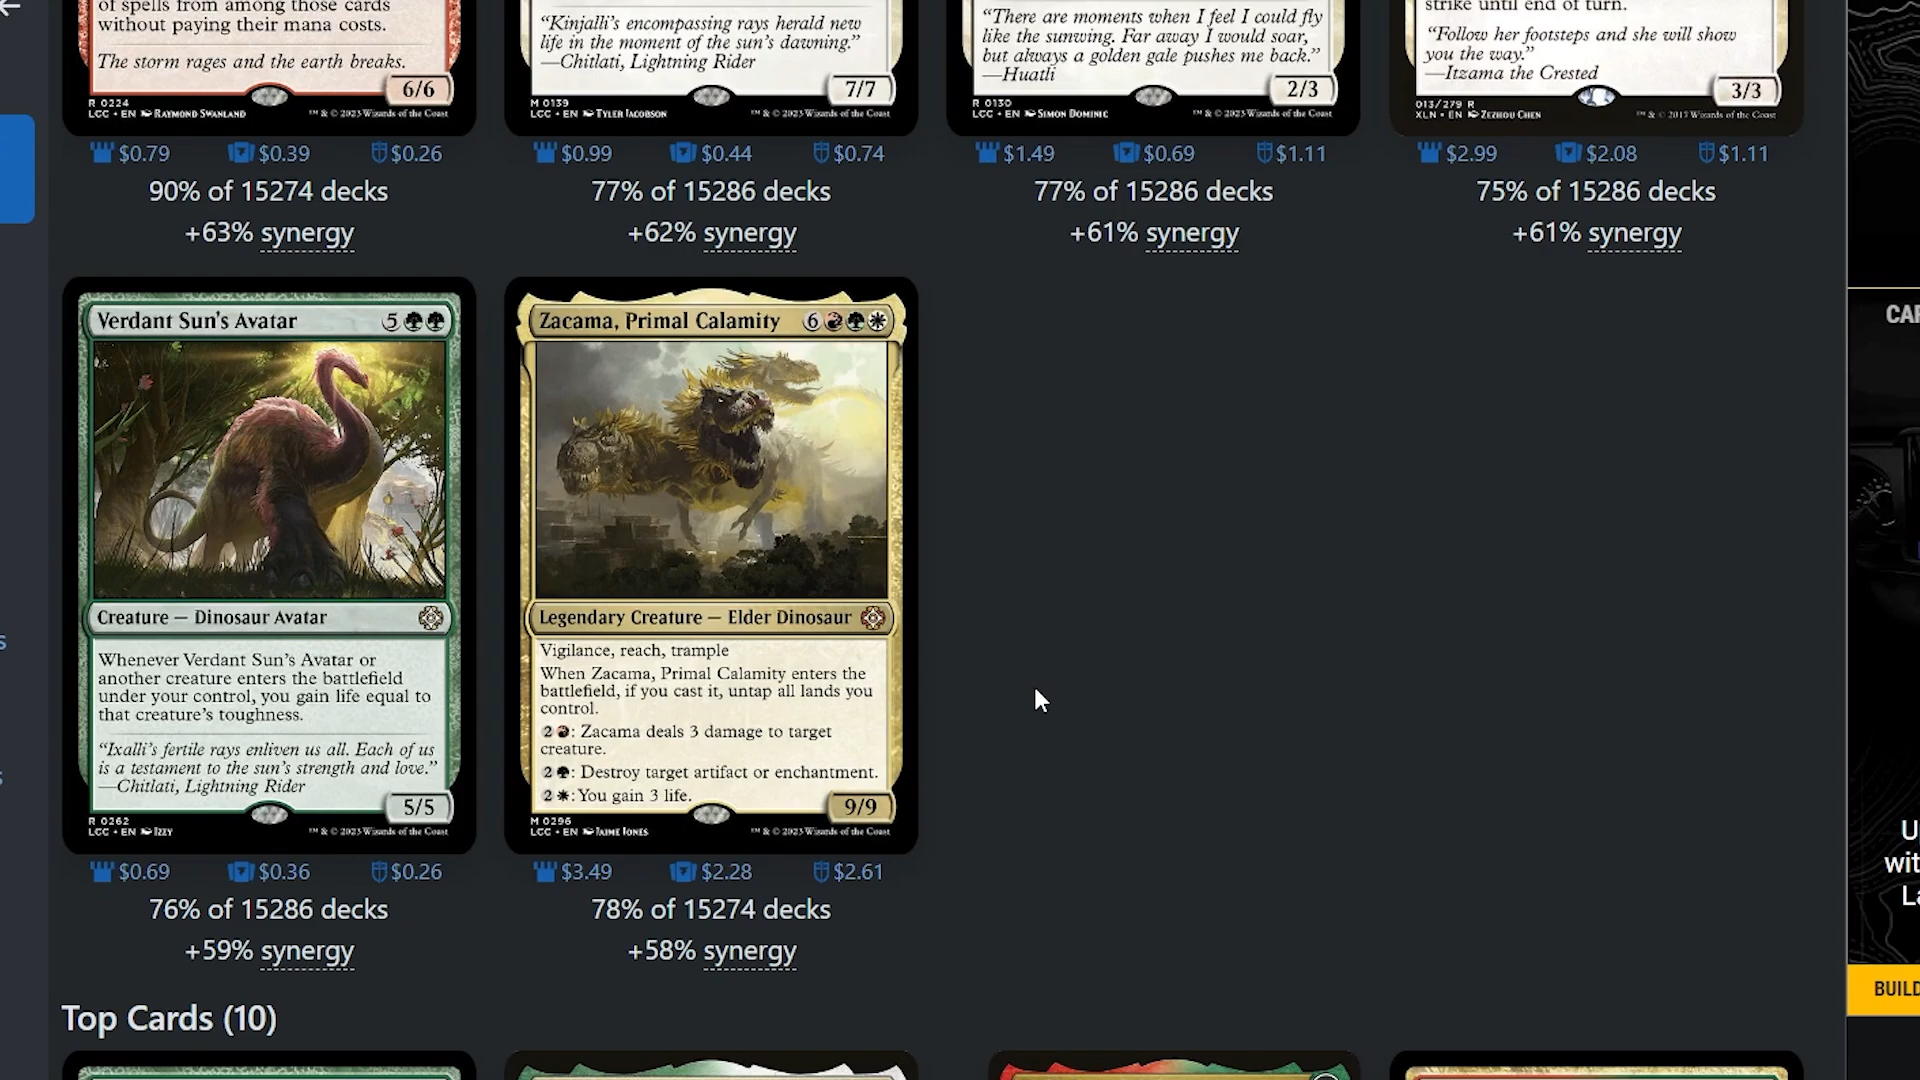 of spells from among those cards
without paying their mana costs.
The storm rages and the earth breaks.
6/6
R 0224
LCC • EN RAYMOND SWANLAND
™ & © 2023 Wizards of the Coast
"Kinjalli's encompassing rays herald new
life in the moment of the sun's dawning."
—Chitlati, Lightning Rider
7/7
M 0139
LCC • EN TYLER JACOBSON
™ & © 2023 Wizards of the Coast
"There are moments when I feel I could fly
like the sunwing. Far away I would soar,
but always a golden gale pushes me back."
—Huatli
2/3
R 0130
LCC • EN SIMON DOMINIC
™ & © 2023 Wizards of the Coast
strike until end of turn.
"Follow her footsteps and she will show
you the way."
—Itzama the Crested
3/3
013/279 R
XLN • EN ZEZHOU CHEN
™ & © 2017 Wizards of the Coast
$0.79 $0.39 $0.26
90% of 15274 decks
+63% synergy
$0.99 $0.44 $0.74
77% of 15286 decks
+62% synergy
$1.49 $0.69 $1.11
77% of 15286 decks
+61% synergy
$2.99 $2.08 $1.11
75% of 15286 decks
+61% synergy
Verdant Sun's Avatar 5
Creature — Dinosaur Avatar
Whenever Verdant Sun's Avatar or
another creature enters the battlefield
under your control, you gain life equal to
that creature's toughness.
"Ixalli's fertile rays enliven us all. Each of us
is a testament to the sun's strength and love."
—Chitlati, Lightning Rider
5/5
R 0262
LCC • EN IZZY
™ & © 2023 Wizards of the Coast
$0.69 $0.36 $0.26
76% of 15286 decks
+59% synergy
Zacama, Primal Calamity 6
Legendary Creature — Elder Dinosaur
Vigilance, reach, trample
When Zacama, Primal Calamity enters the
battlefield, if you cast it, untap all lands you
control.
2 : Zacama deals 3 damage to target
creature.
2 : Destroy target artifact or enchantment.
2 : You gain 3 life.
9/9
M 0296
LCC • EN JAIME JONES
™ & © 2023 Wizards of the Coast
$3.49 $2.28 $2.61
78% of 15274 decks
+58% synergy
Top Cards (10)
BUILD